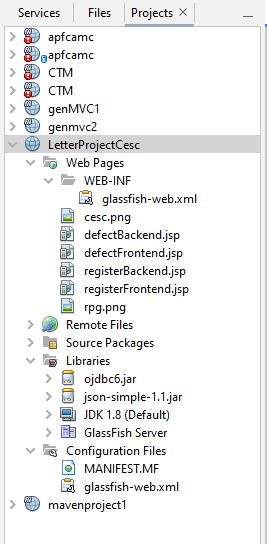 Services Files Projects
apfcamc
apfcamc
CTM
CTM
genMVC1
genmvc2
LetterProjectCesc
Web Pages
WEB-INF
glassfish-web.xml
cesc.png
defectBackend.jsp
defectFrontend.jsp
registerBackend.jsp
registerFrontend.jsp
rpg.png
Remote Files
Source Packages
Libraries
ojdbc6.jar
json-simple-1.1.jar
JDK 1.8 (Default)
GlassFish Server
Configuration Files
MANIFEST.MF
glassfish-web.xml
mavenproject1